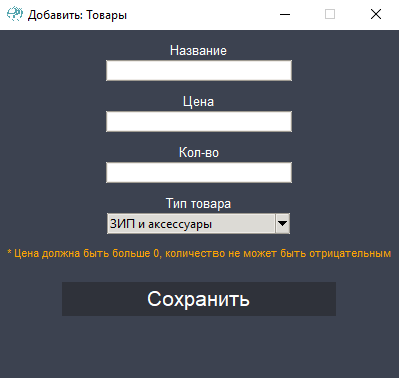 Добавить: Товары
Название
Цена
Кол-во
Тип товара
ЗИП и аксессуары
* Цена должна быть больше 0, количество не может быть отрицательным
Сохранить